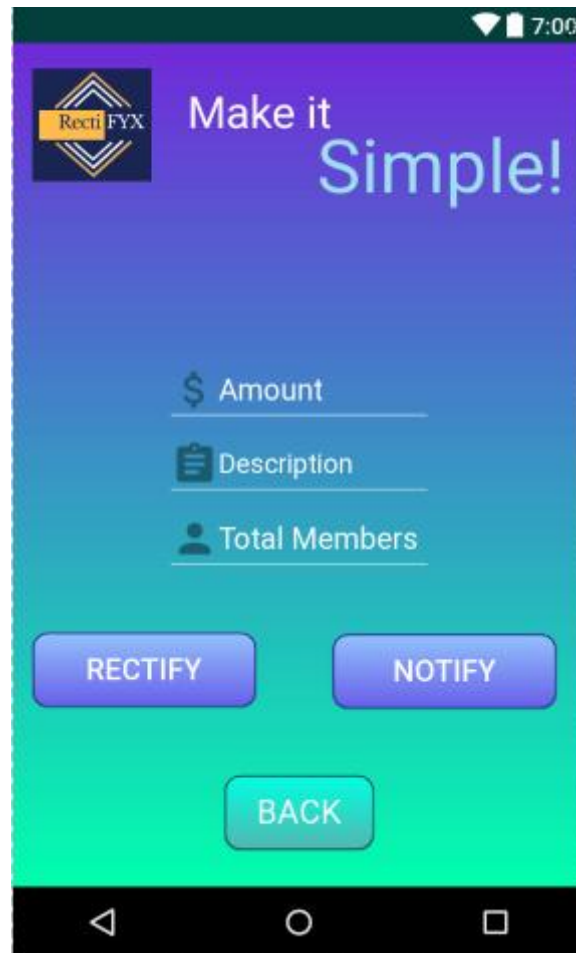 7:00
Recti FYX
Make it
Simple!
$ Amount
Description
Total Members
RECTIFY
NOTIFY
BACK